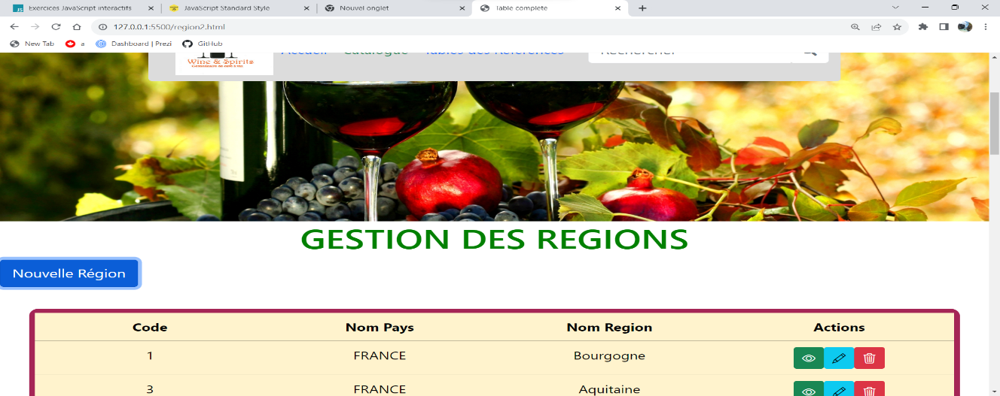 Exercices JavaScript interactifs
JavaScript Standard Style
Nouvel onglet
Table complete
127.0.0.1:5500/region2.html
New Tab
a
Dashboard | Prezi
GitHub
Wine & Spirits
Accueil Catalogue Tables des References
Rechercher
GESTION DES REGIONS
Nouvelle Région
Code Nom Pays Nom Region Actions
1 FRANCE Bourgogne
3 FRANCE Aquitaine